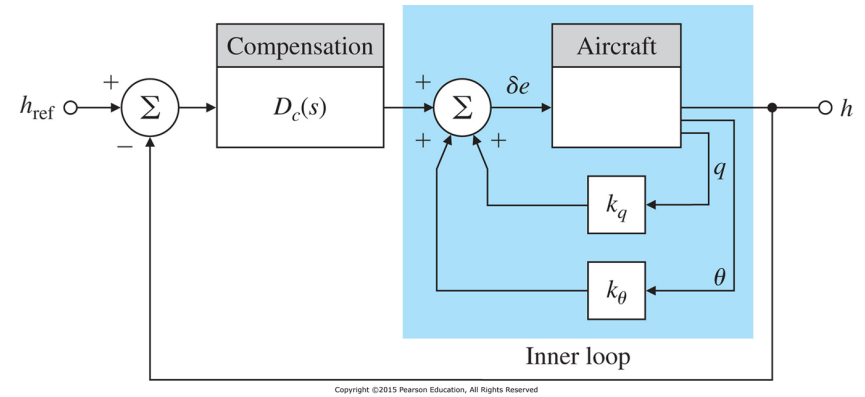 Compensation
Aircraft
+
+
δe
h_ref
Σ
D_c(s)
Σ
h
−
+
+
q
k_q
θ
k_θ
Inner loop
Copyright ©2015 Pearson Education, All Rights Reserved